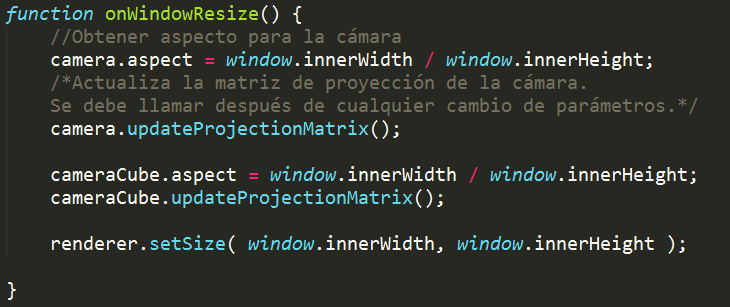 function onWindowResize() {
//Obtener aspecto para la cámara
camera.aspect = window.innerWidth / window.innerHeight;
/*Actualiza la matriz de proyección de la cámara.
Se debe llamar después de cualquier cambio de parámetros.*/
camera.updateProjectionMatrix();
cameraCube.aspect = window.innerWidth / window.innerHeight;
cameraCube.updateProjectionMatrix();
renderer.setSize( window.innerWidth, window.innerHeight );
}